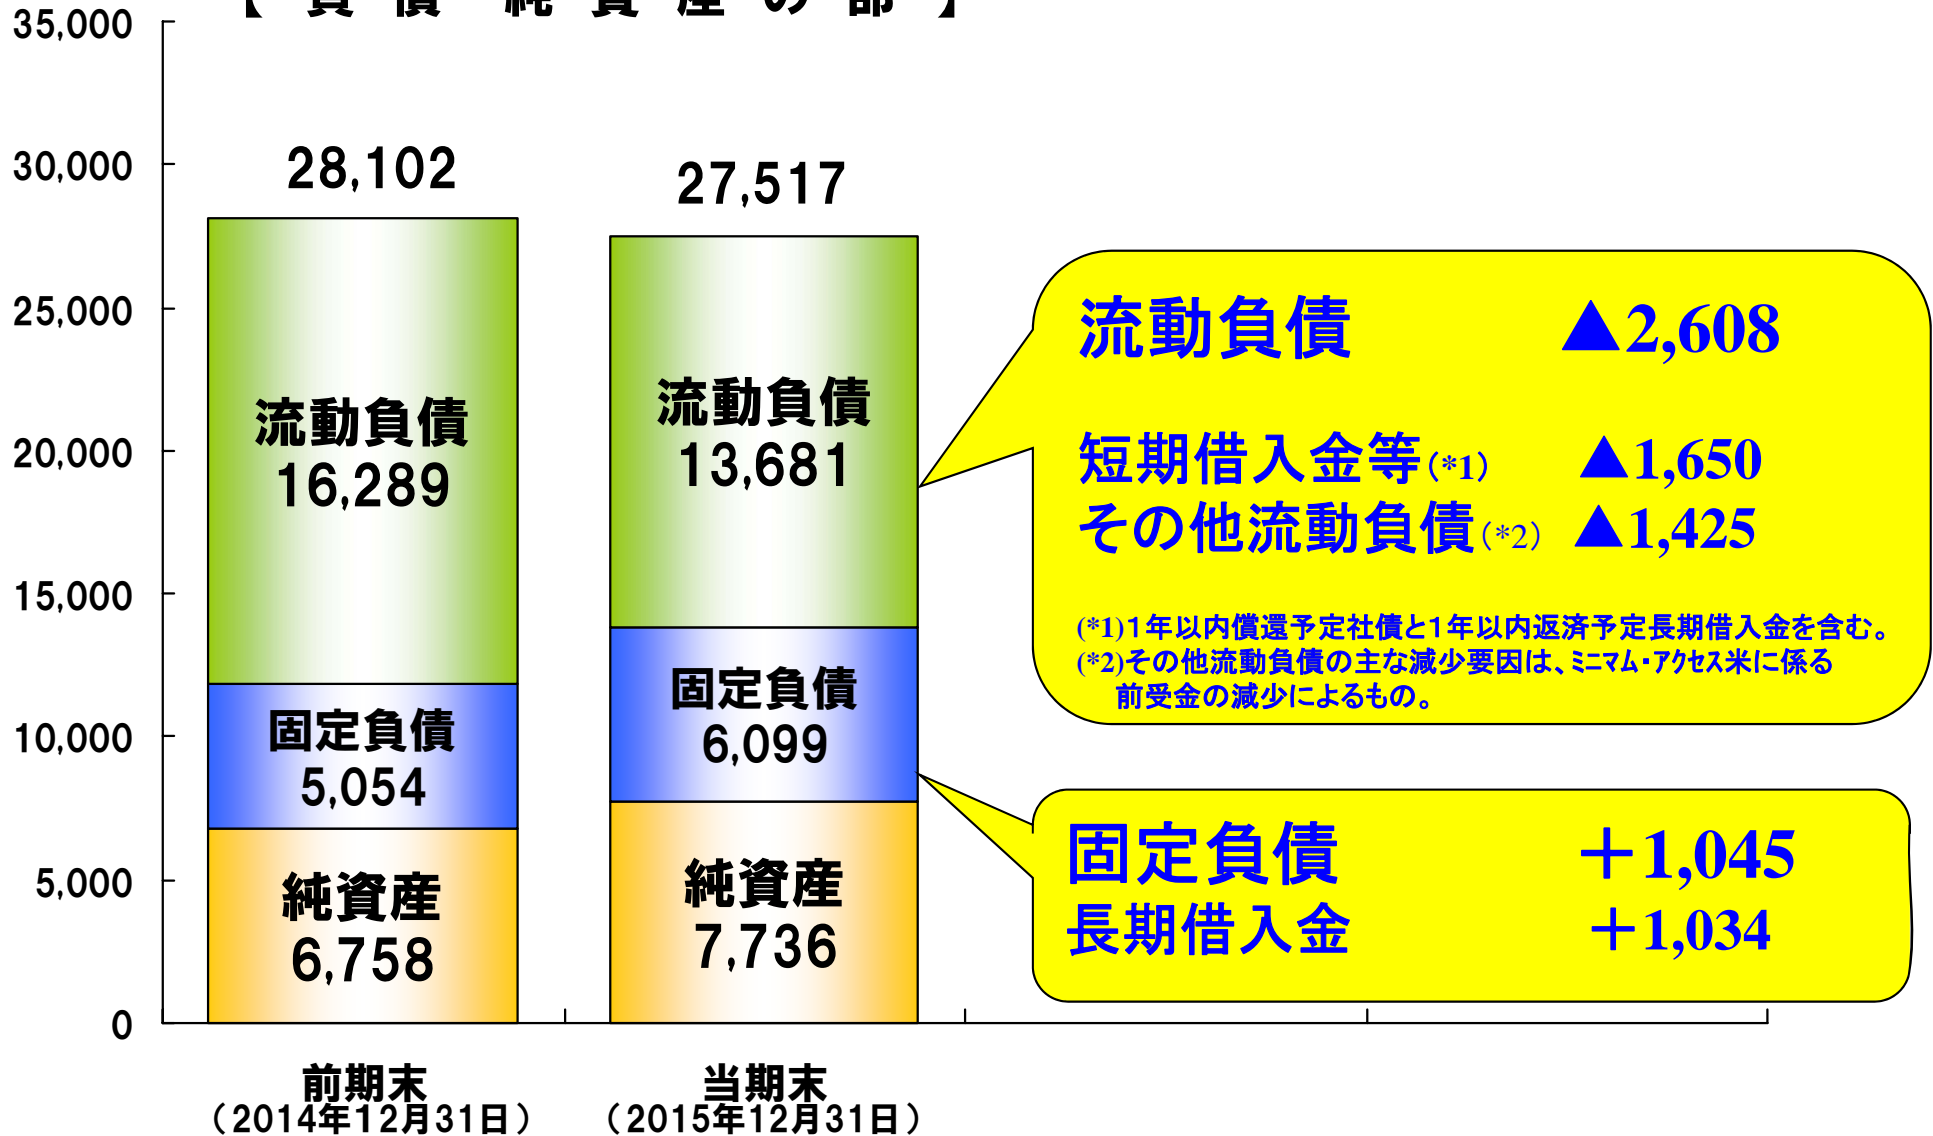 【 負 債 純 資 産 の 部 】
35,000
30,000
25,000
20,000
15,000
10,000
5,000
0
28,102
流動負債
16,289
固定負債
5,054
純資産
6,758
27,517
流動負債
13,681
固定負債
6,099
純資産
7,736
前期末
（2014年12月31日）
当期末
（2015年12月31日）
流動負債 ▲2,608
短期借入金等(*1) ▲1,650
その他流動負債(*2) ▲1,425
(*1)１年以内償還予定社債と１年以内返済予定長期借入金を含む。
(*2)その他流動負債の主な減少要因は、ミニマム・アクセス米に係る
前受金の減少によるもの。
固定負債 ＋1,045
長期借入金 ＋1,034